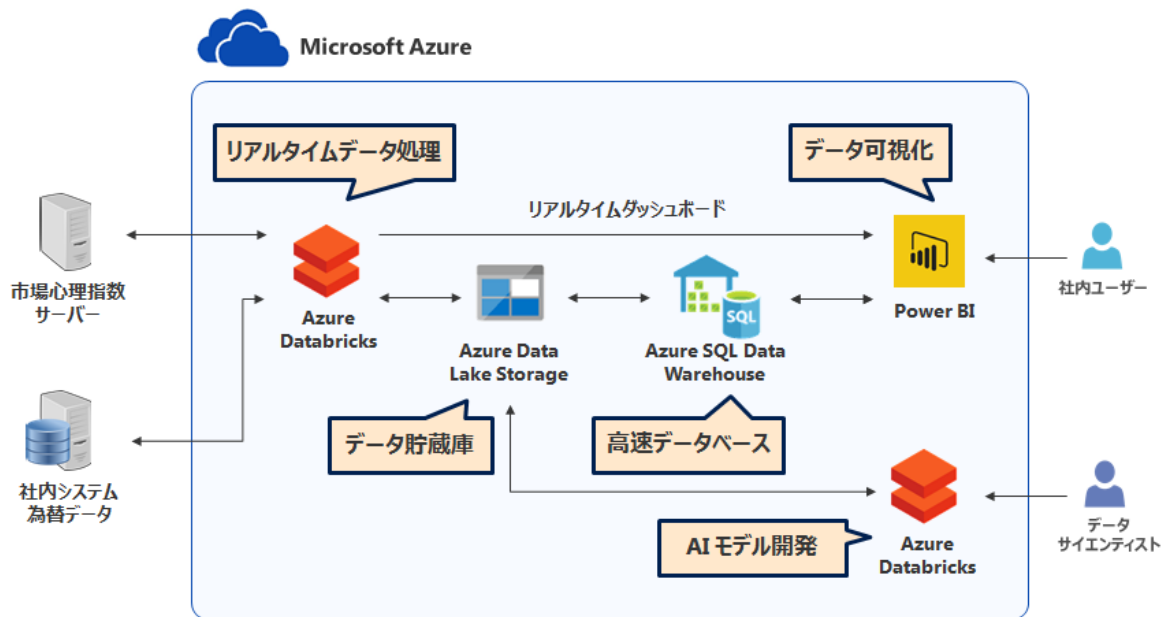 Microsoft Azure
リアルタイムデータ処理
データ可視化
リアルタイムダッシュボード
市場心理指数
サーバー
Azure
Databricks
Azure Data
Lake Storage
Azure SQL Data
Warehouse
SQL
Power BI
社内ユーザー
データ貯蔵庫
高速データベース
社内システム
為替データ
AI モデル開発
Azure
Databricks
データ
サイエンティスト